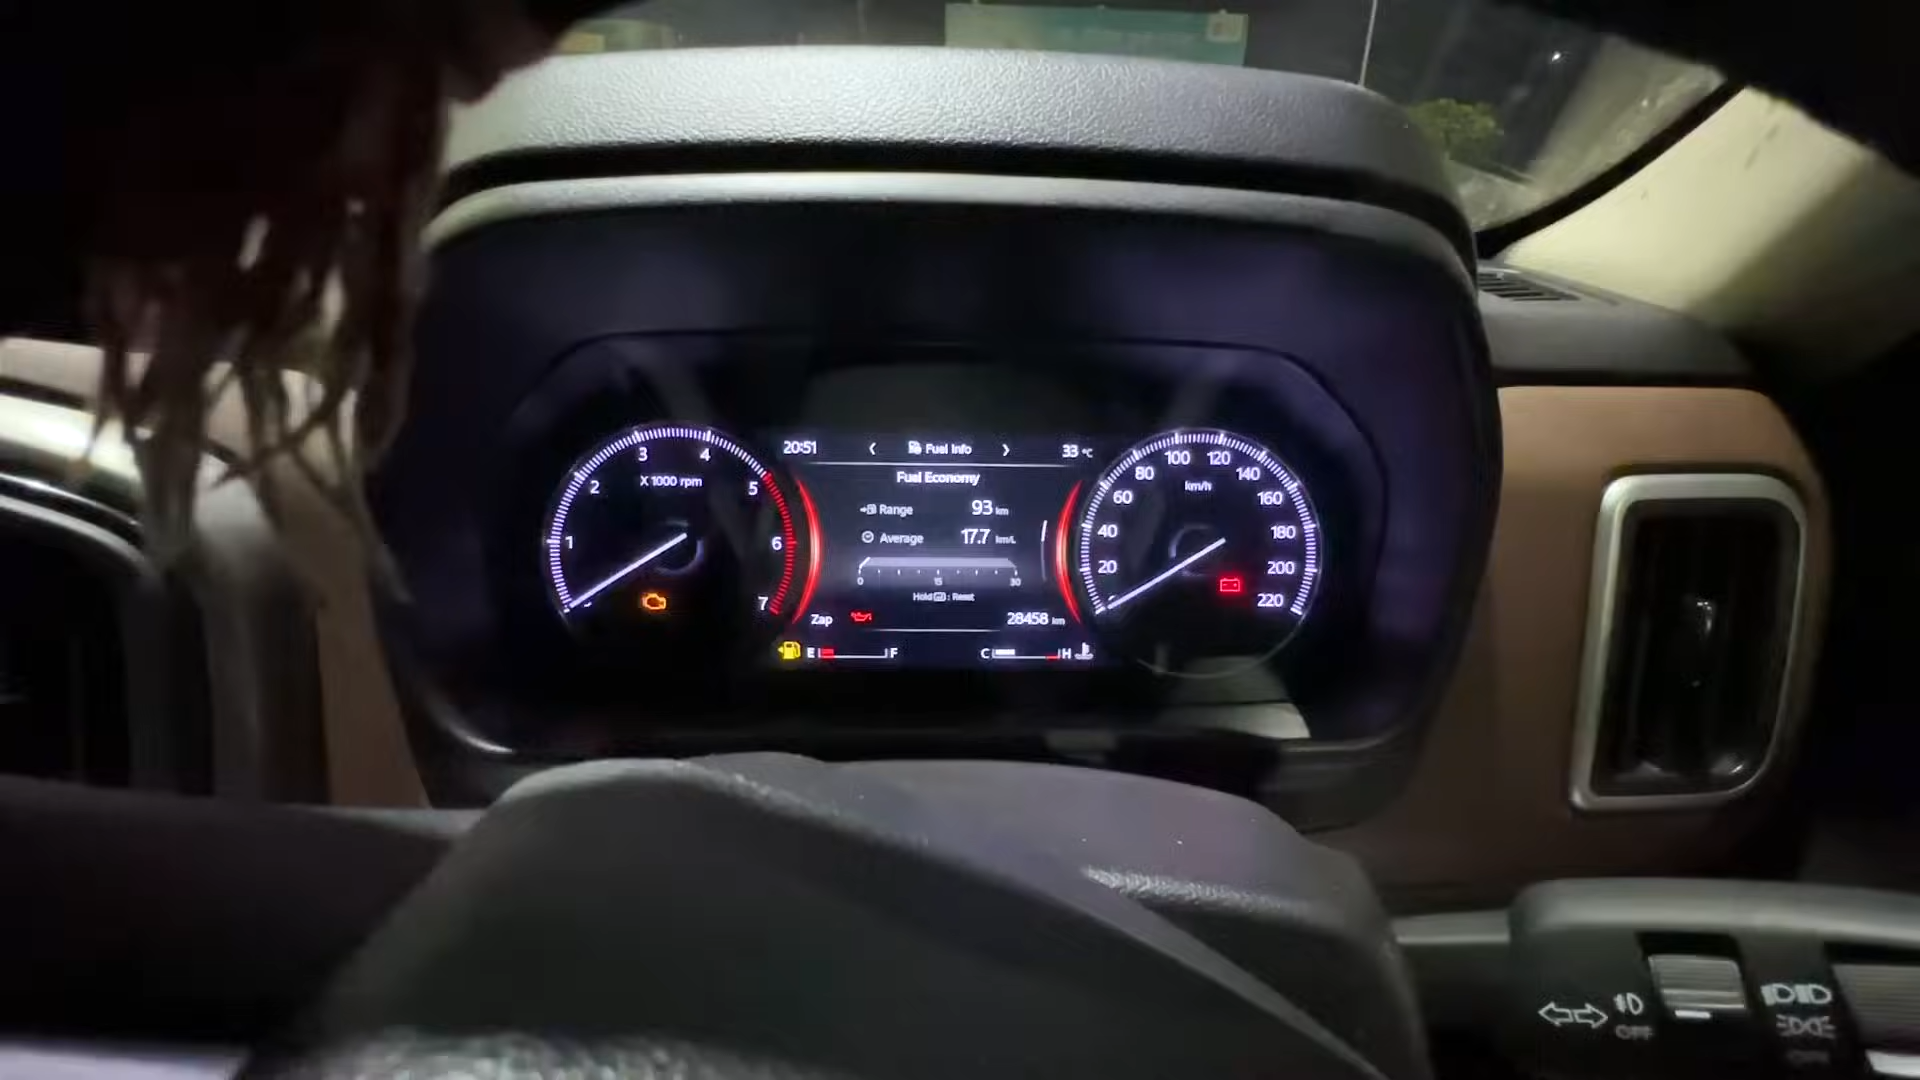 20:51
Fuel Info
33 °C
Fuel Economy
Range 93 km
Average 17.7 km/L
0 15 30
Hold : Reset
Zap
28458 km
E F
C H
1 2 3 4 5 6 7
X 1000 rpm
20 40 60 80 100 120 140 160 180 200 220
km/h
OFF
OFF